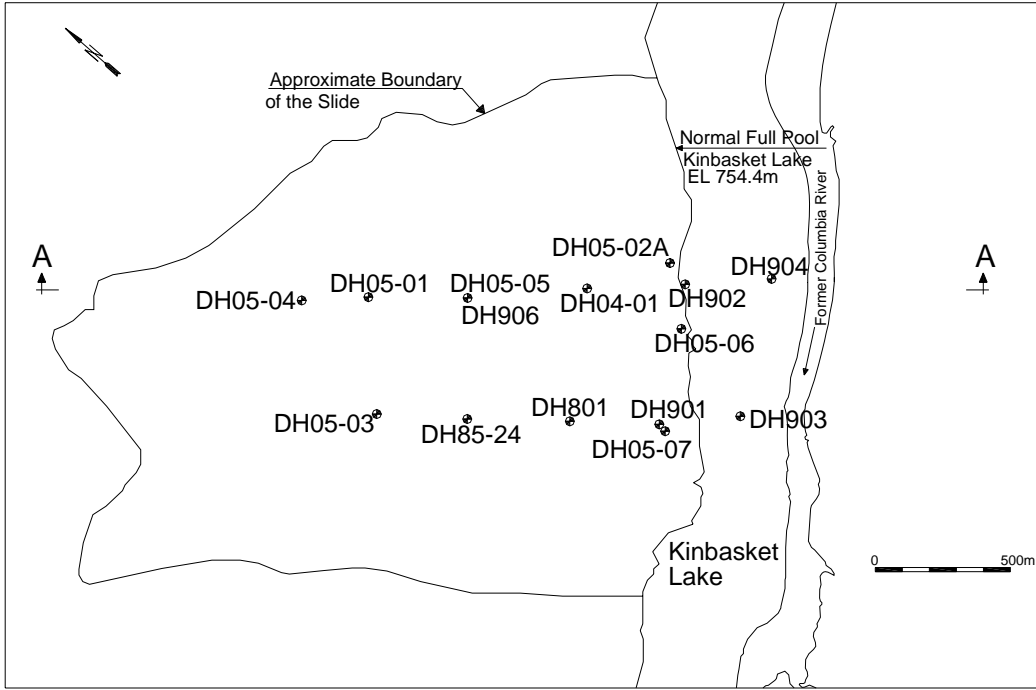 N
Approximate Boundary
of the Slide
Normal Full Pool
Kinbasket Lake
EL 754.4m
Former Columbia River
A
A
DH05-02A
DH904
DH05-04
DH05-01
DH05-05
DH906
DH04-01
DH902
DH05-06
DH05-03
DH85-24
DH801
DH901
DH05-07
DH903
Kinbasket
Lake
0
500m